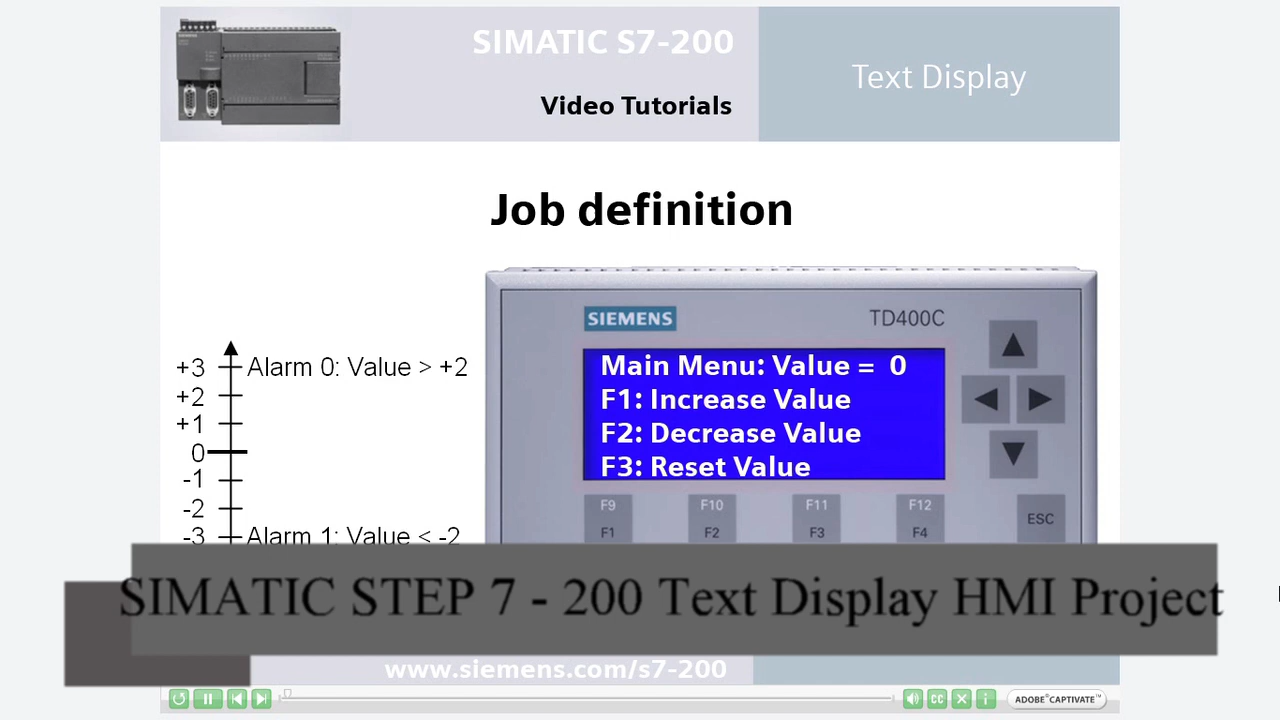 SIMATIC S7-200
Video Tutorials
Text Display
Job definition
SIEMENS
TD400C
Main Menu: Value = 0
F1: Increase Value
F2: Decrease Value
F3: Reset Value
+3 Alarm 0: Value > +2
+2
+1
0
-1
-2
-3 Alarm 1: Value < -2
F9 F10 F11 F12
F1 F2 F3 F4
ESC
SIMATIC STEP 7 - 200 Text Display HMI Project
www.siemens.com/s7-200
CC
i
ADOBE® CAPTIVATE™